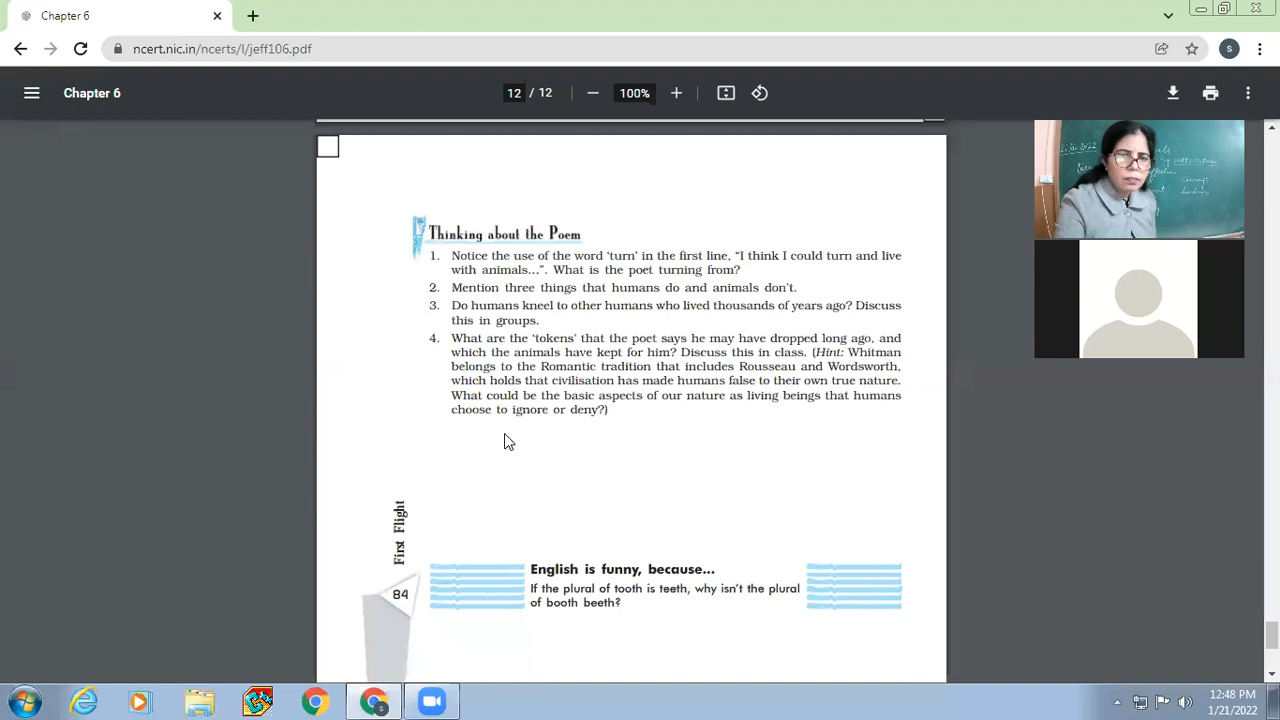 Chapter 6
ncert.nic.in/ncerts/l/jeff106.pdf
S
Chapter 6
12 / 12
100%
Thinking about the Poem
1. Notice the use of the word ‘turn’ in the first line, “I think I could turn and live
with animals…”. What is the poet turning from?
2. Mention three things that humans do and animals don’t.
3. Do humans kneel to other humans who lived thousands of years ago? Discuss
this in groups.
4. What are the ‘tokens’ that the poet says he may have dropped long ago, and
which the animals have kept for him? Discuss this in class. (Hint: Whitman
belongs to the Romantic tradition that includes Rousseau and Wordsworth,
which holds that civilisation has made humans false to their own true nature.
What could be the basic aspects of our nature as living beings that humans
choose to ignore or deny?)
First Flight
84
English is funny, because...
If the plural of tooth is teeth, why isn’t the plural
of booth beeth?
12:48 PM
1/21/2022